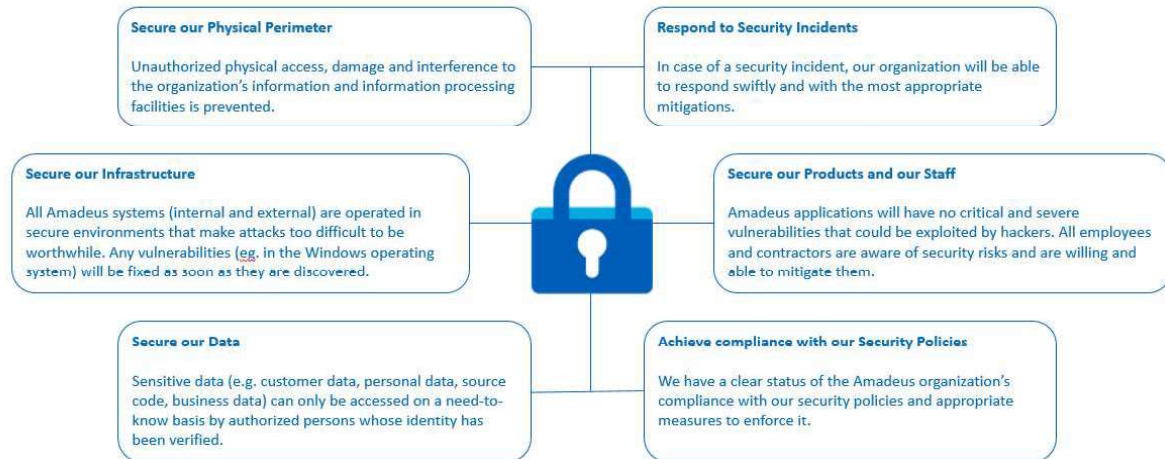 Secure our Physical Perimeter
Unauthorized physical access, damage and interference to
the organization's information and information processing
facilities is prevented.
Respond to Security Incidents
In case of a security incident, our organization will be able
to respond swiftly and with the most appropriate
mitigations.
Secure our Infrastructure
All Amadeus systems (internal and external) are operated in
secure environments that make attacks too difficult to be
worthwhile. Any vulnerabilities (eg. in the Windows operating
system) will be fixed as soon as they are discovered.
Secure our Products and our Staff
Amadeus applications will have no critical and severe
vulnerabilities that could be exploited by hackers. All employees
and contractors are aware of security risks and are willing and
able to mitigate them.
Secure our Data
Sensitive data (e.g. customer data, personal data, source
code, business data) can only be accessed on a need-to-
know basis by authorized persons whose identity has
been verified.
Achieve compliance with our Security Policies
We have a clear status of the Amadeus organization's
compliance with our security policies and appropriate
measures to enforce it.